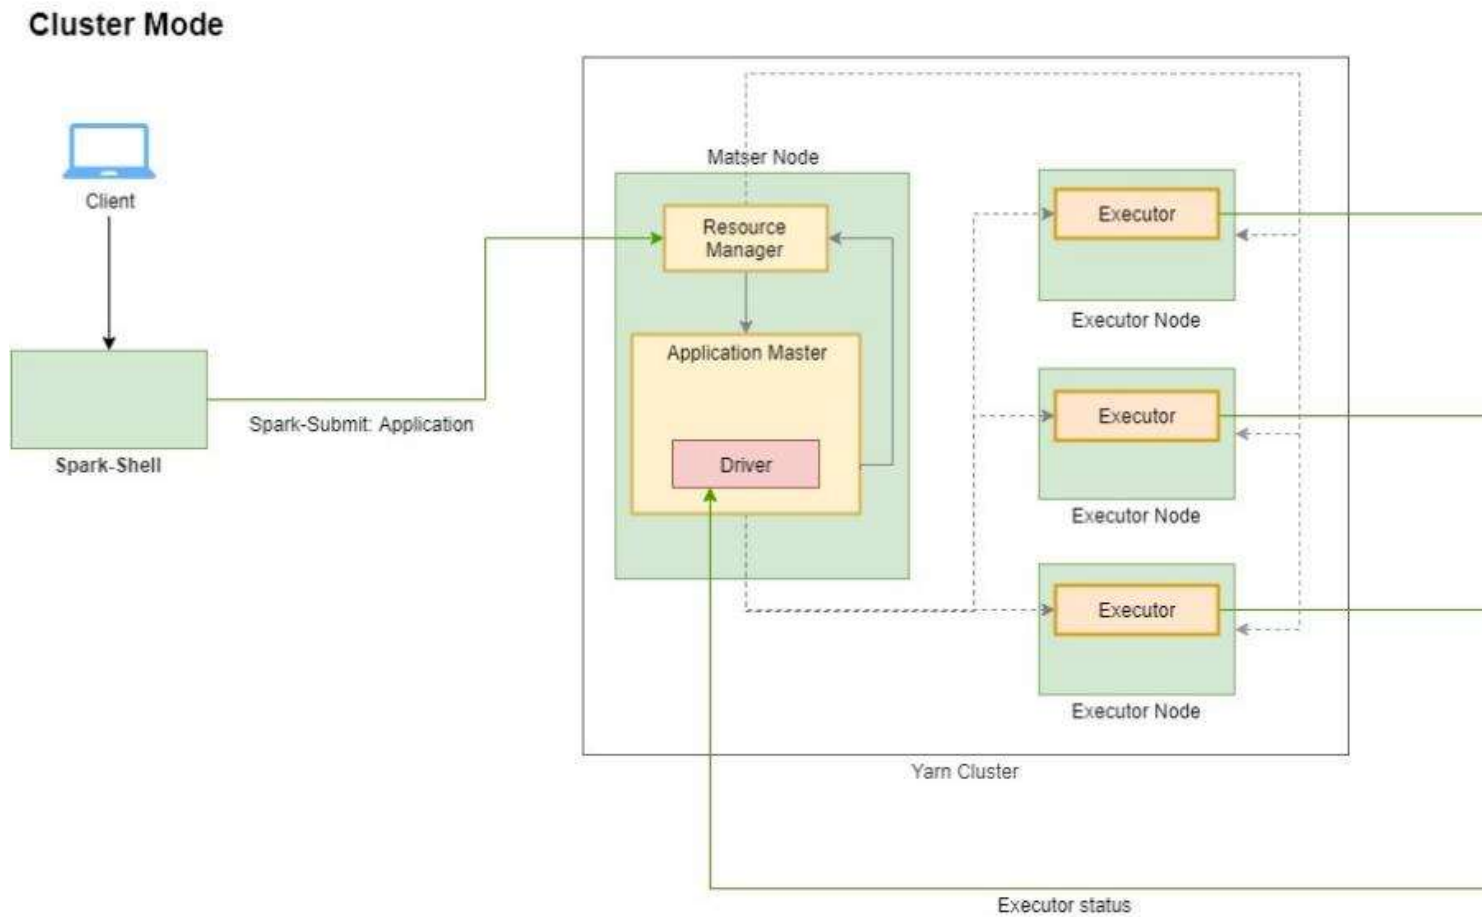 Cluster Mode
Client
Spark-Shell
Spark-Submit: Application
Matser Node
Resource
Manager
Application Master
Driver
Executor
Executor Node
Executor
Executor Node
Executor
Executor Node
Yarn Cluster
Executor status